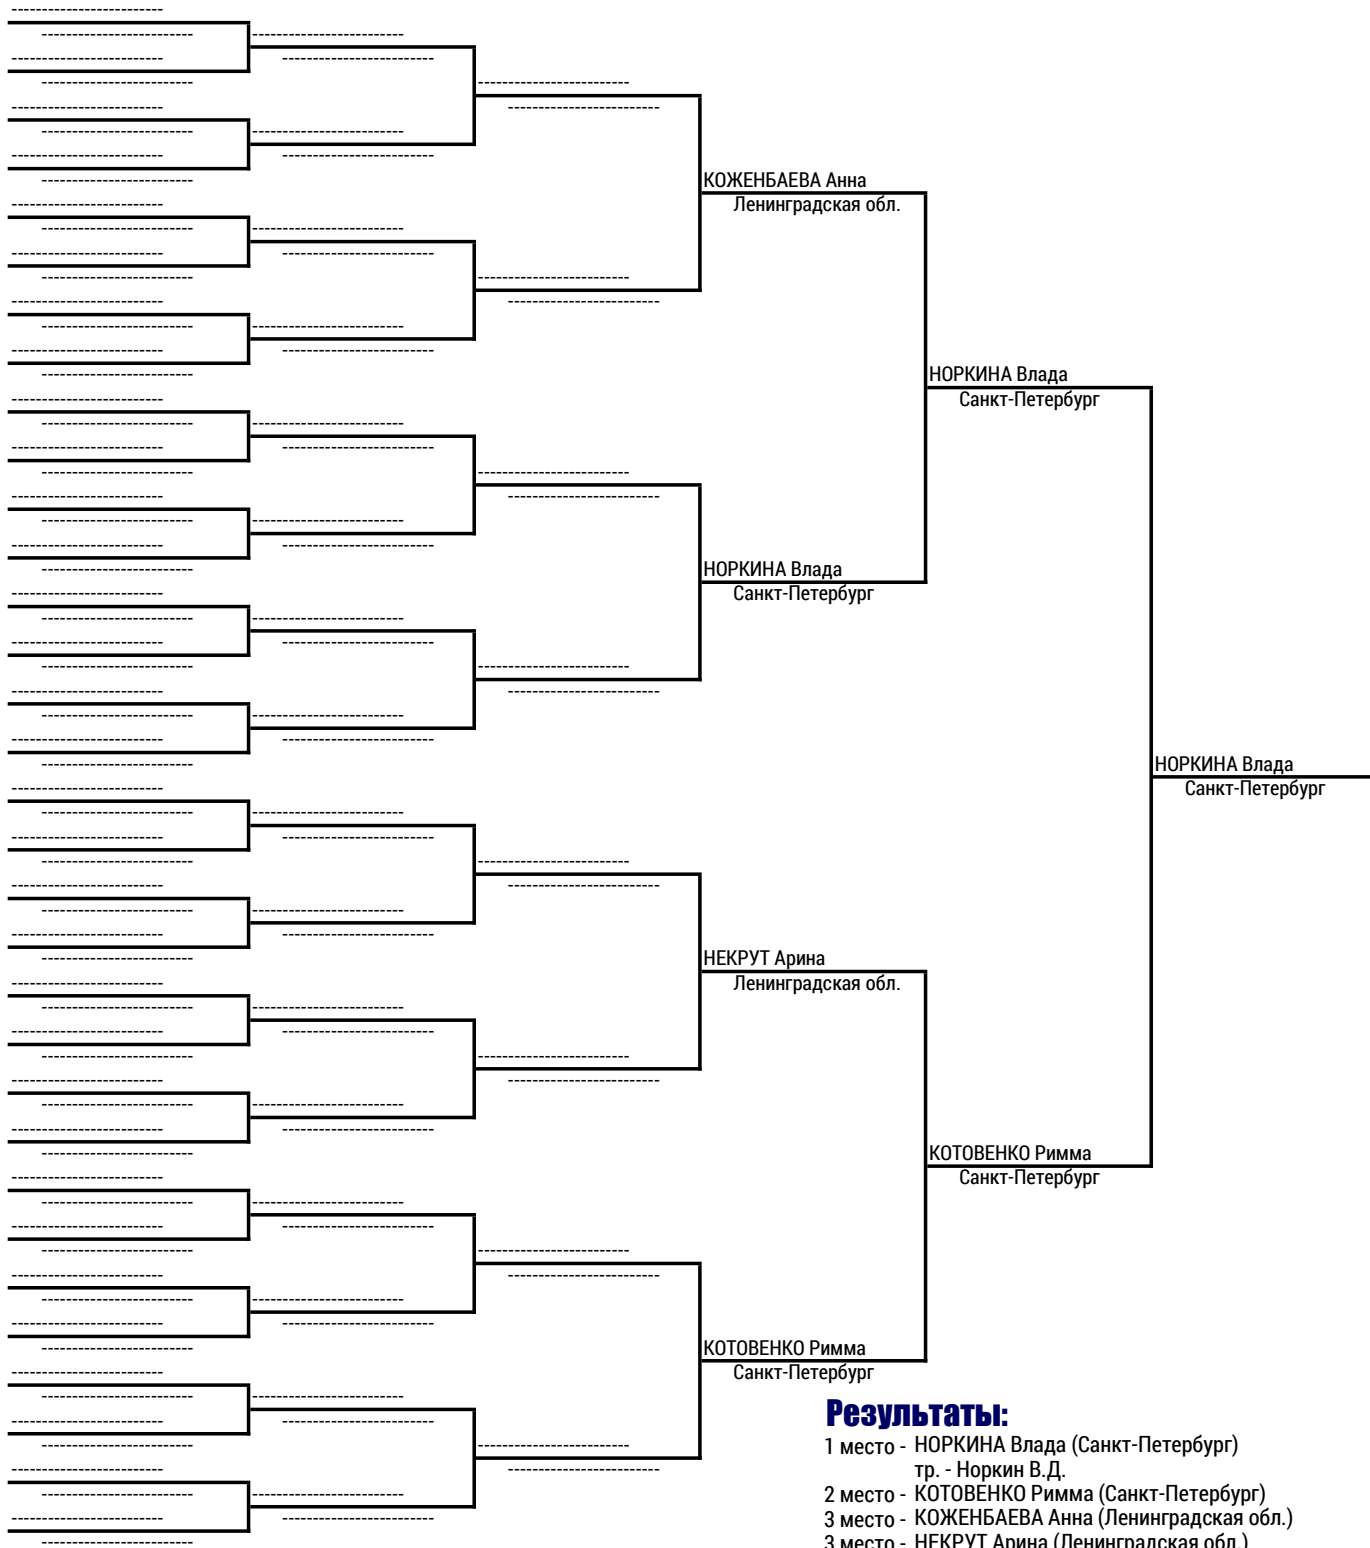 КОЖЕНБАЕВА Анна
Ленинградская обл.
НОРКИНА Влада
Санкт-Петербург
НОРКИНА Влада
Санкт-Петербург
НОРКИНА Влада
Санкт-Петербург
НЕКРУТ Арина
Ленинградская обл.
КОТОВЕНКО Римма
Санкт-Петербург
КОТОВЕНКО Римма
Санкт-Петербург
Результаты:
1 место - НОРКИНА Влада (Санкт-Петербург)
тр. - Норкин В.Д.
2 место - КОТОВЕНКО Римма (Санкт-Петербург)
3 место - КОЖЕНБАЕВА Анна (Ленинградская обл.)
3 место - НЕКРУТ Арина (Ленинградская обл.)